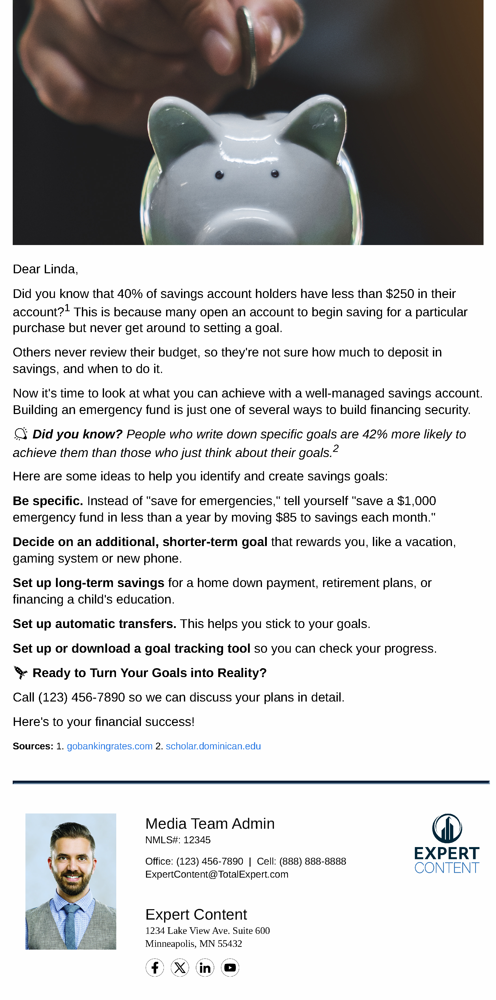 Dear Linda,
Did you know that 40% of savings account holders have less than $250 in their
account?1 This is because many open an account to begin saving for a particular
purchase but never get around to setting a goal.
Others never review their budget, so they're not sure how much to deposit in
savings, and when to do it.
Now it's time to look at what you can achieve with a well-managed savings account.
Building an emergency fund is just one of several ways to build financing security.
Did you know? People who write down specific goals are 42% more likely to
achieve them than those who just think about their goals.2
Here are some ideas to help you identify and create savings goals:
Be specific. Instead of "save for emergencies," tell yourself "save a $1,000
emergency fund in less than a year by moving $85 to savings each month."
Decide on an additional, shorter-term goal that rewards you, like a vacation,
gaming system or new phone.
Set up long-term savings for a home down payment, retirement plans, or
financing a child's education.
Set up automatic transfers. This helps you stick to your goals.
Set up or download a goal tracking tool so you can check your progress.
Ready to Turn Your Goals into Reality?
Call (123) 456-7890 so we can discuss your plans in detail.
Here's to your financial success!
Sources: 1. gobankingrates.com 2. scholar.dominican.edu
Media Team Admin
NMLS#: 12345
Office: (123) 456-7890 | Cell: (888) 888-8888
ExpertContent@TotalExpert.com
EXPERT
CONTENT
Expert Content
1234 Lake View Ave. Suite 600
Minneapolis, MN 55432